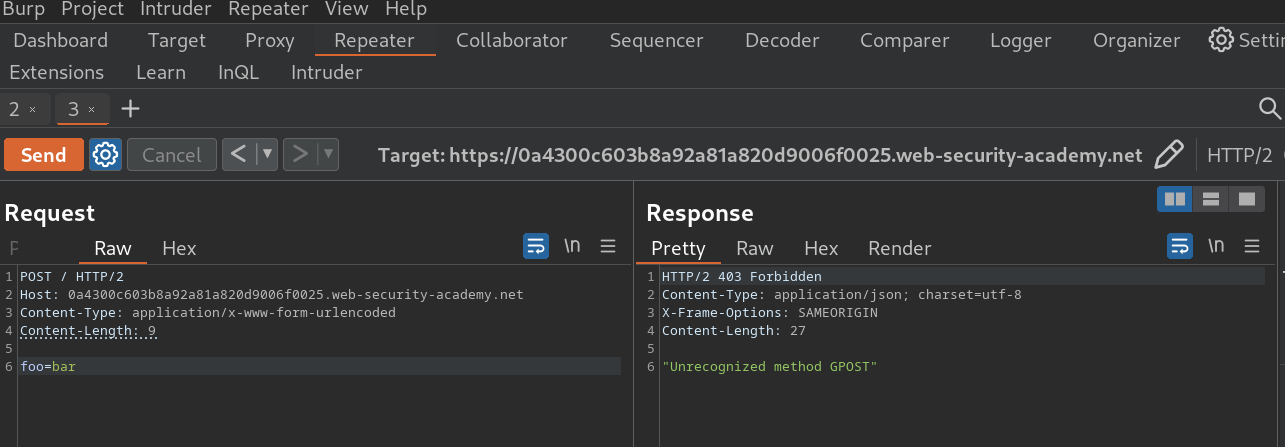 Burp Project Intruder Repeater View Help
Dashboard Target Proxy Repeater Collaborator Sequencer Decoder Comparer Logger Organizer
Extensions Learn InQL Intruder
2 × 3 × +
Send Cancel < > Target: https://0a4300c603b8a92a81a820d9006f0025.web-security-academy.net HTTP/2
Request
Raw Hex \n
1 POST / HTTP/2
2 Host: 0a4300c603b8a92a81a820d9006f0025.web-security-academy.net
3 Content-Type: application/x-www-form-urlencoded
4 Content-Length: 9
5
6 foo=bar
Response
Pretty Raw Hex Render \n
1 HTTP/2 403 Forbidden
2 Content-Type: application/json; charset=utf-8
3 X-Frame-Options: SAMEORIGIN
4 Content-Length: 27
5
6 "Unrecognized method GPOST"